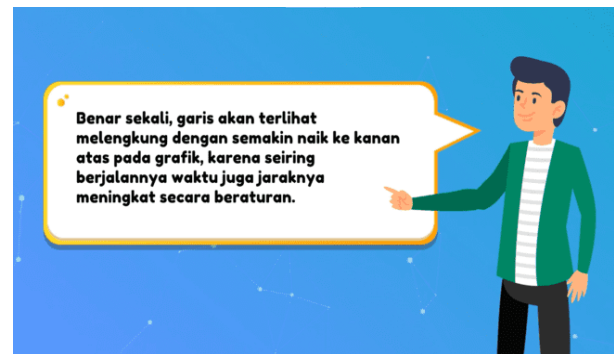 Benar sekali, garis akan terlihat
melengkung dengan semakin naik ke kanan
atas pada grafik, karena seiring
berjalannya waktu juga jaraknya
meningkat secara beraturan.